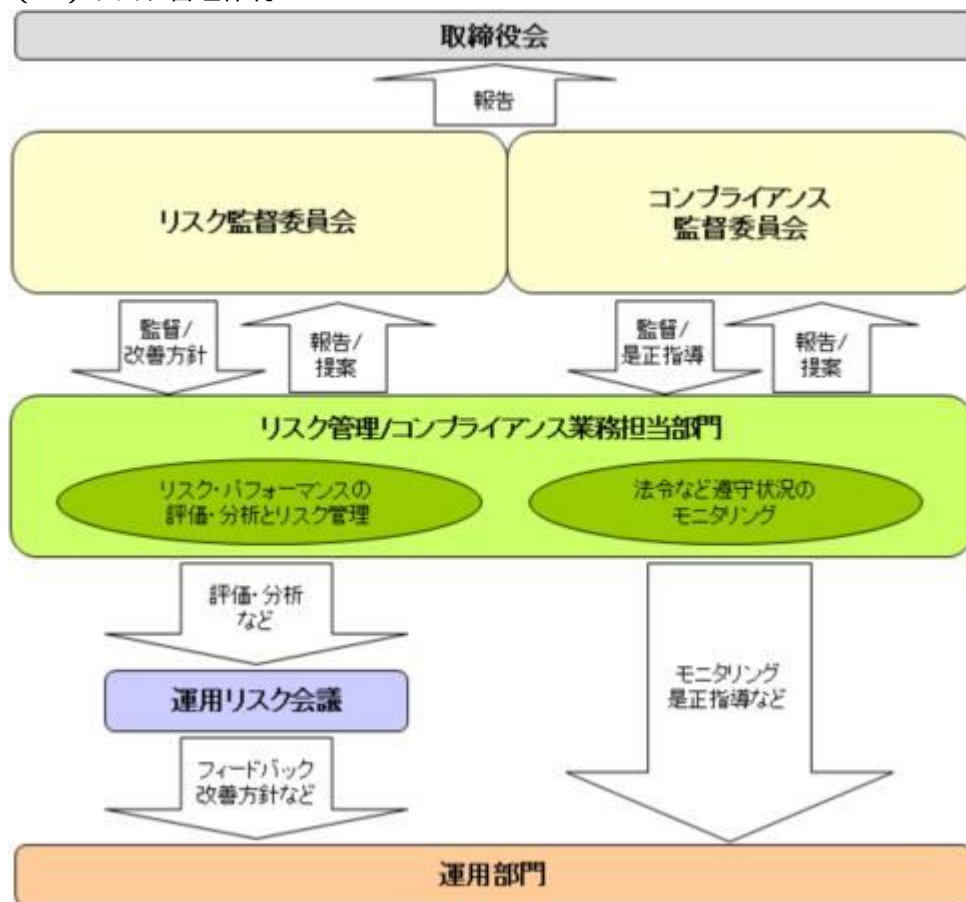 取締役会
報告
リスク監督委員会
コンプライアンス
監督委員会
監督/
改善方針
報告/
提案
監督/
是正指導
報告/
提案
リスク管理/コンプライアンス業務担当部門
リスク・パフォーマンスの
評価・分析とリスク管理
法令など遵守状況の
モニタリング
評価・分析
など
運用リスク会議
モニタリング
是正指導など
フィードバック
改善方針など
運用部門